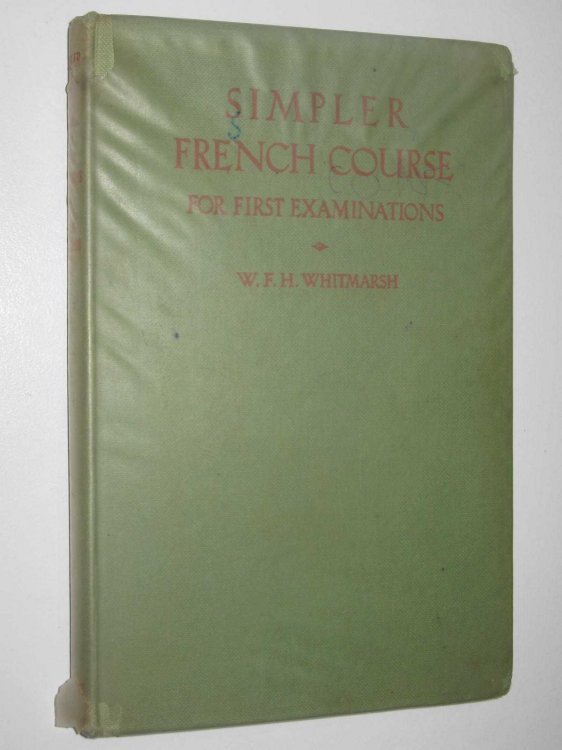 SIMPLER
FRENCH COURSE
FOR FIRST EXAMINATIONS
W. F. H. WHITMARSH